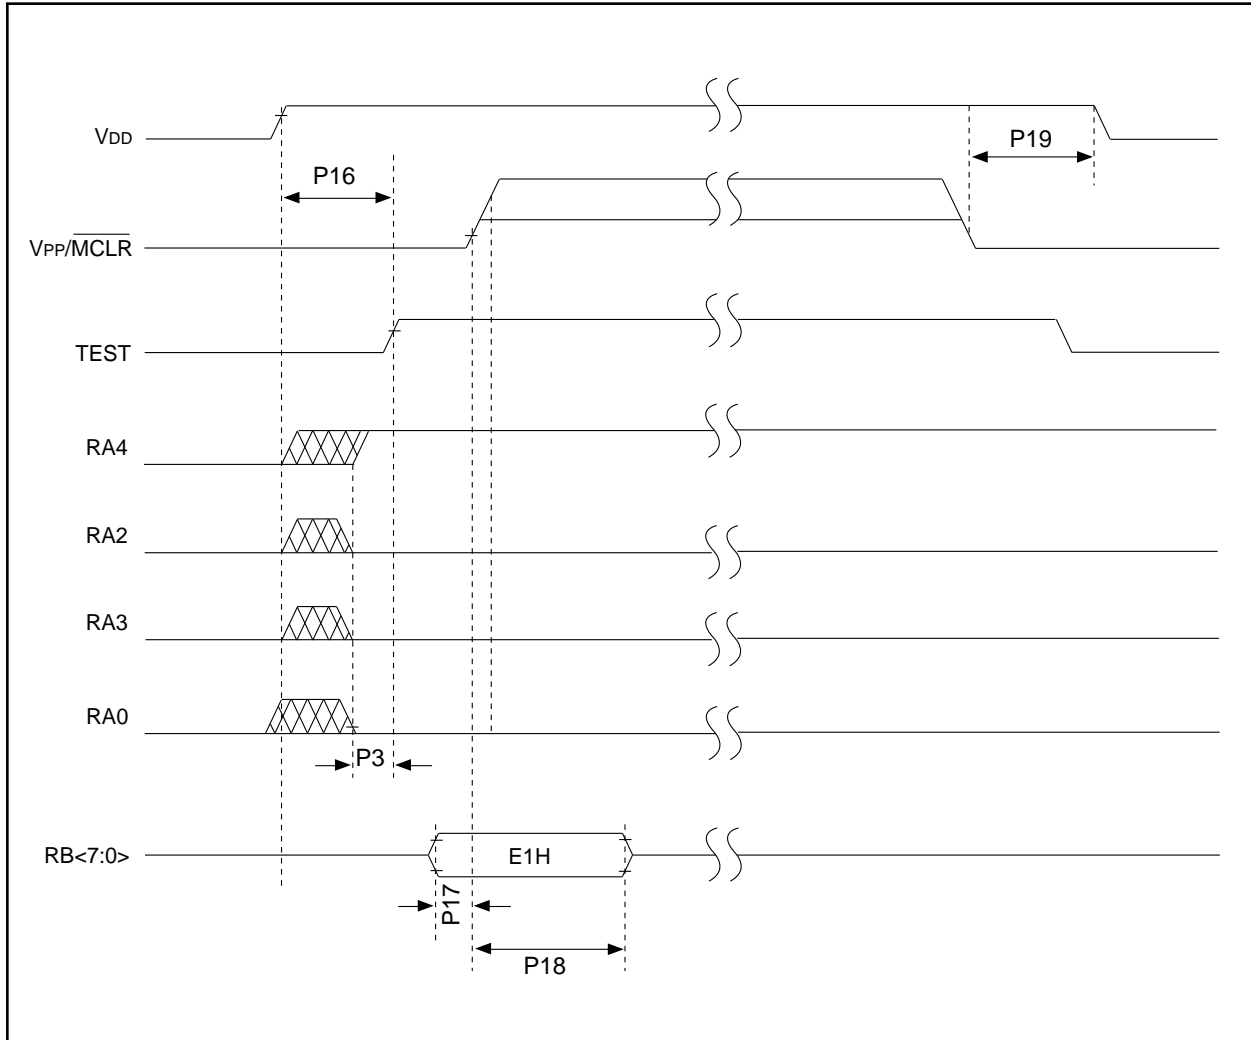 VDD
P19
P16
VPP/MCLR
TEST
RA4
RA2
RA3
RA0
P3
RB<7:0>
E1H
P17
P18